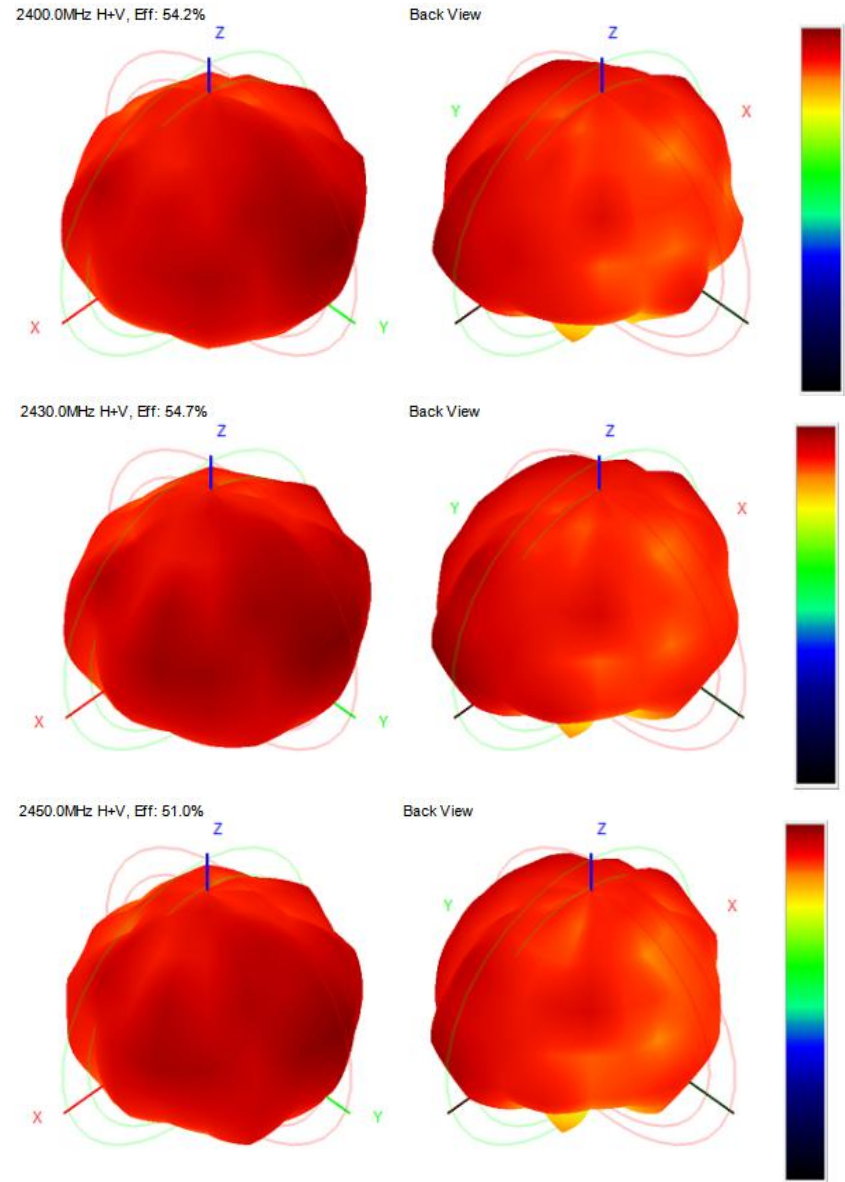 2400.0MHz H+V, Eff: 54.2%
Back View
Z
Z
Y
X
X
Y
2430.0MHz H+V, Eff: 54.7%
Back View
Z
Z
Y
X
X
Y
2450.0MHz H+V, Eff: 51.0%
Back View
Z
Z
Y
X
X
Y